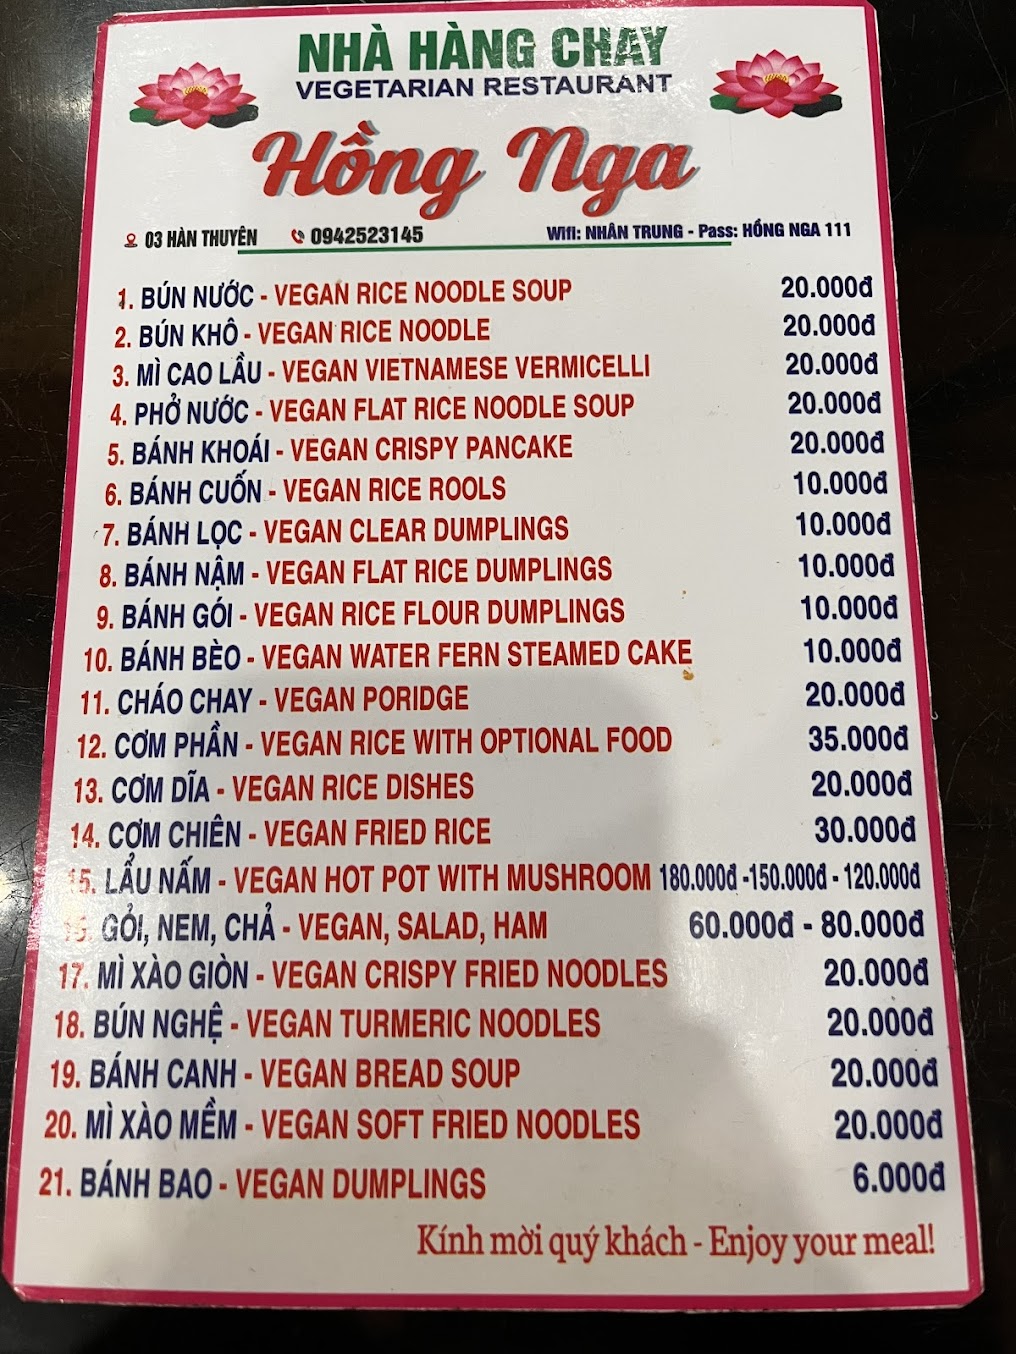 NHÀ HÀNG CHAY
VEGETARIAN RESTAURANT
Hồng Nga
03 HÀN THUYÊN 0942523145 Wifi: NHÂN TRUNG - Pass: HỒNG NGA 111
1. BÚN NƯỚC - VEGAN RICE NOODLE SOUP 20.000đ
2. BÚN KHÔ - VEGAN RICE NOODLE 20.000đ
3. MÌ CAO LẦU - VEGAN VIETNAMESE VERMICELLI 20.000đ
4. PHỞ NƯỚC - VEGAN FLAT RICE NOODLE SOUP 20.000đ
5. BÁNH KHOÁI - VEGAN CRISPY PANCAKE 20.000đ
6. BÁNH CUỐN - VEGAN RICE ROOLS 10.000đ
7. BÁNH LỌC - VEGAN CLEAR DUMPLINGS 10.000đ
8. BÁNH NẬM - VEGAN FLAT RICE DUMPLINGS 10.000đ
9. BÁNH GÓI - VEGAN RICE FLOUR DUMPLINGS 10.000đ
10. BÁNH BÈO - VEGAN WATER FERN STEAMED CAKE 10.000đ
11. CHÁO CHAY - VEGAN PORIDGE 20.000đ
12. CƠM PHẦN - VEGAN RICE WITH OPTIONAL FOOD 35.000đ
13. CƠM DĨA - VEGAN RICE DISHES 20.000đ
14. CƠM CHIÊN - VEGAN FRIED RICE 30.000đ
15. LẨU NẤM - VEGAN HOT POT WITH MUSHROOM 180.000đ -150.000đ - 120.000đ
16. GỎI, NEM, CHẢ - VEGAN, SALAD, HAM 60.000đ - 80.000đ
17. MÌ XÀO GIÒN - VEGAN CRISPY FRIED NOODLES 20.000đ
18. BÚN NGHỆ - VEGAN TURMERIC NOODLES 20.000đ
19. BÁNH CANH - VEGAN BREAD SOUP 20.000đ
20. MÌ XÀO MỀM - VEGAN SOFT FRIED NOODLES 20.000đ
21. BÁNH BAO - VEGAN DUMPLINGS 6.000đ
Kính mời quý khách - Enjoy your meal!